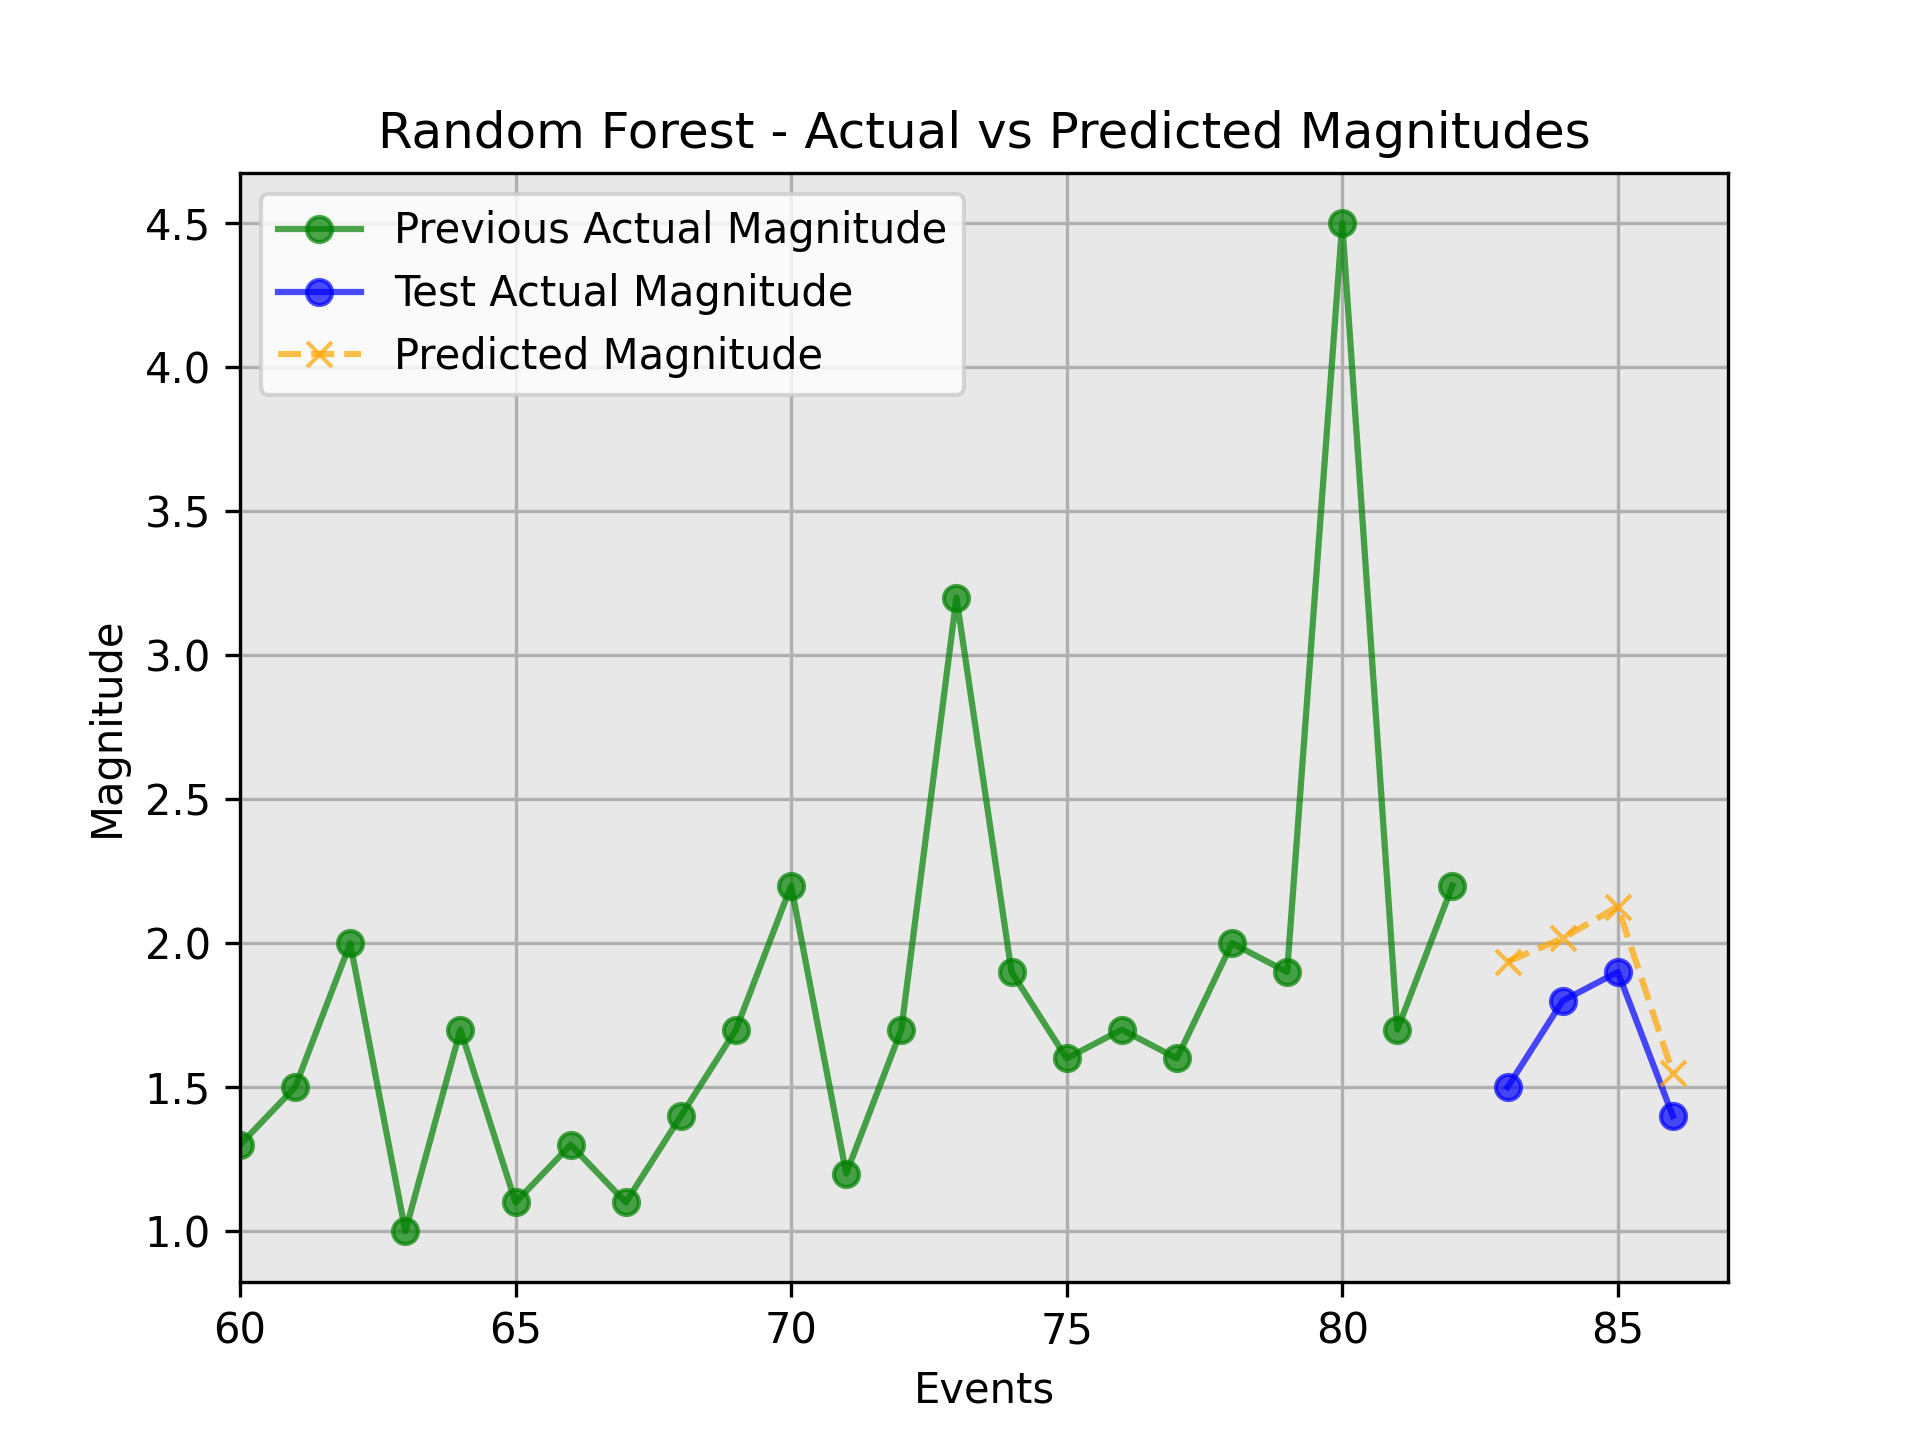 Random Forest - Actual vs Predicted Magnitudes
Previous Actual Magnitude
Test Actual Magnitude
Predicted Magnitude
4.5
4.0
3.5
3.0
2.5
2.0
1.5
1.0
Magnitude
60 65 70 75 80 85
Events